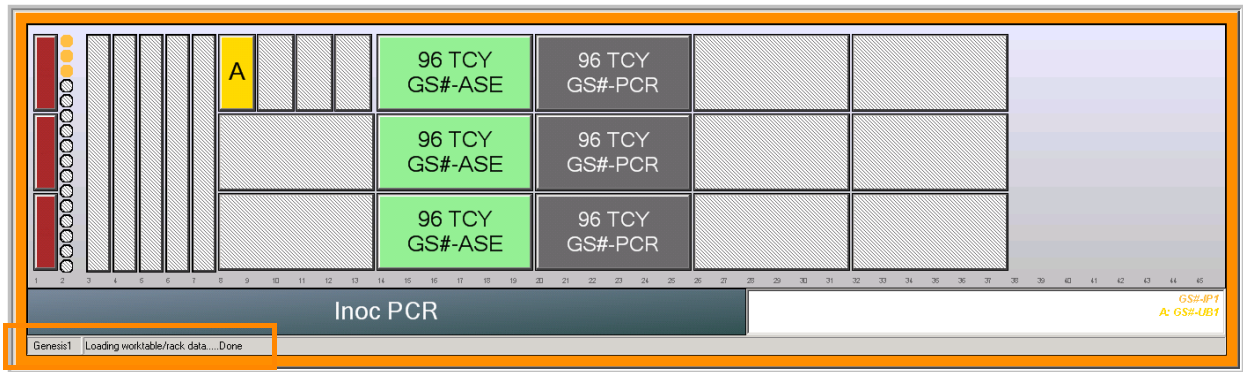 A
96 TCY
GS#-ASE
96 TCY
GS#-PCR
96 TCY
GS#-ASE
96 TCY
GS#-PCR
96 TCY
GS#-ASE
96 TCY
GS#-PCR
1 2 3 4 5 6 7 8 9 10 11 12 13 14 15 16 17 18 19 20 21 22 23 24 25 26 27 28 29 30 31 32 33 34 35 36 37 38 39 40 41 42 43 44 45
Inoc PCR
GS#-IP1
A: GS#-UB1
Genesis1 Loading worktable/rack data.....Done